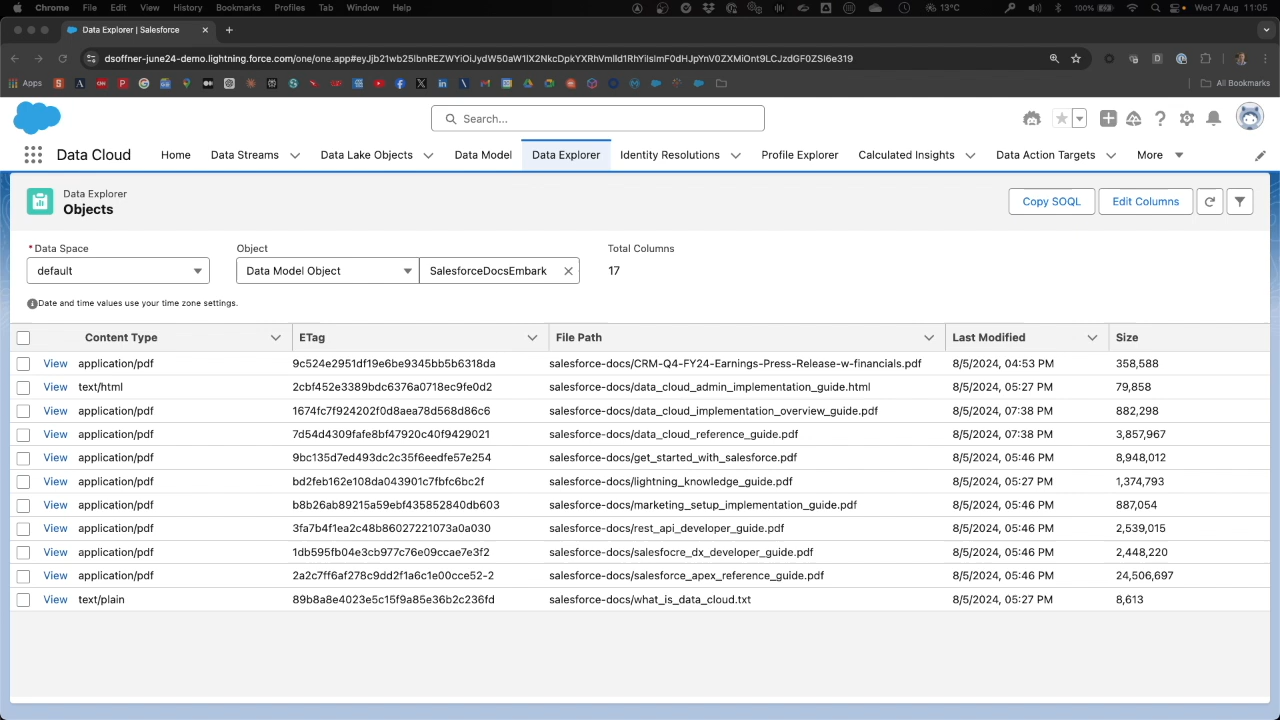 Chrome File Edit View History Bookmarks Profiles Tab Window Help 13°C 100% Wed 7 Aug 11:05
Data Explorer | Salesforce
dsoffner-june24-demo.lightning.force.com/one/one.app#
Apps All Bookmarks
Search...
Data Cloud Home Data Streams Data Lake Objects Data Model Data Explorer Identity Resolutions Profile Explorer Calculated Insights Data Action Targets More
Data Explorer
Objects
Copy SOQL Edit Columns
* Data Space Object Total Columns
default Data Model Object SalesforceDocsEmbark 17
Date and time values use your time zone settings.
Content Type ETag File Path Last Modified Size
View application/pdf 9c524e2951df19e6be9345bb5b6318da salesforce-docs/CRM-Q4-FY24-Earnings-Press-Release-w-financials.pdf 8/5/2024, 04:53 PM 358,588
View text/html 2cbf452e3389bdc6376a0718ec9fe0d2 salesforce-docs/data_cloud_admin_implementation_guide.html 8/5/2024, 05:27 PM 79,858
View application/pdf 1674fc7f924202f0d8aea78d568d86c6 salesforce-docs/data_cloud_implementation_overview_guide.pdf 8/5/2024, 07:38 PM 882,298
View application/pdf 7d54d4309fafe8bf47920c40f9429021 salesforce-docs/data_cloud_reference_guide.pdf 8/5/2024, 07:38 PM 3,857,967
View application/pdf 9bc135d7ed493dc2c35f6eedfe57e254 salesforce-docs/get_started_with_salesforce.pdf 8/5/2024, 05:46 PM 8,948,012
View application/pdf bd2feb162e108da043901c7fbfc6bc2f salesforce-docs/lightning_knowledge_guide.pdf 8/5/2024, 05:27 PM 1,374,793
View application/pdf b8b26ab89215a59ebf435852840db603 salesforce-docs/marketing_setup_implementation_guide.pdf 8/5/2024, 05:46 PM 887,054
View application/pdf 3fa7b4f1ea2c48b86027221073a0a030 salesforce-docs/rest_api_developer_guide.pdf 8/5/2024, 05:46 PM 2,539,015
View application/pdf 1db595fb04e3cb977c76e09ccae7e3f2 salesforce-docs/salesfocre_dx_developer_guide.pdf 8/5/2024, 05:46 PM 2,448,220
View application/pdf 2a2c7ff6af278c9dd2f1a6c1e00cce52-2 salesforce-docs/salesforce_apex_reference_guide.pdf 8/5/2024, 05:46 PM 24,506,697
View text/plain 89b8a8e4023e5c15f9a85e36b2c236fd salesforce-docs/what_is_data_cloud.txt 8/5/2024, 05:27 PM 8,613